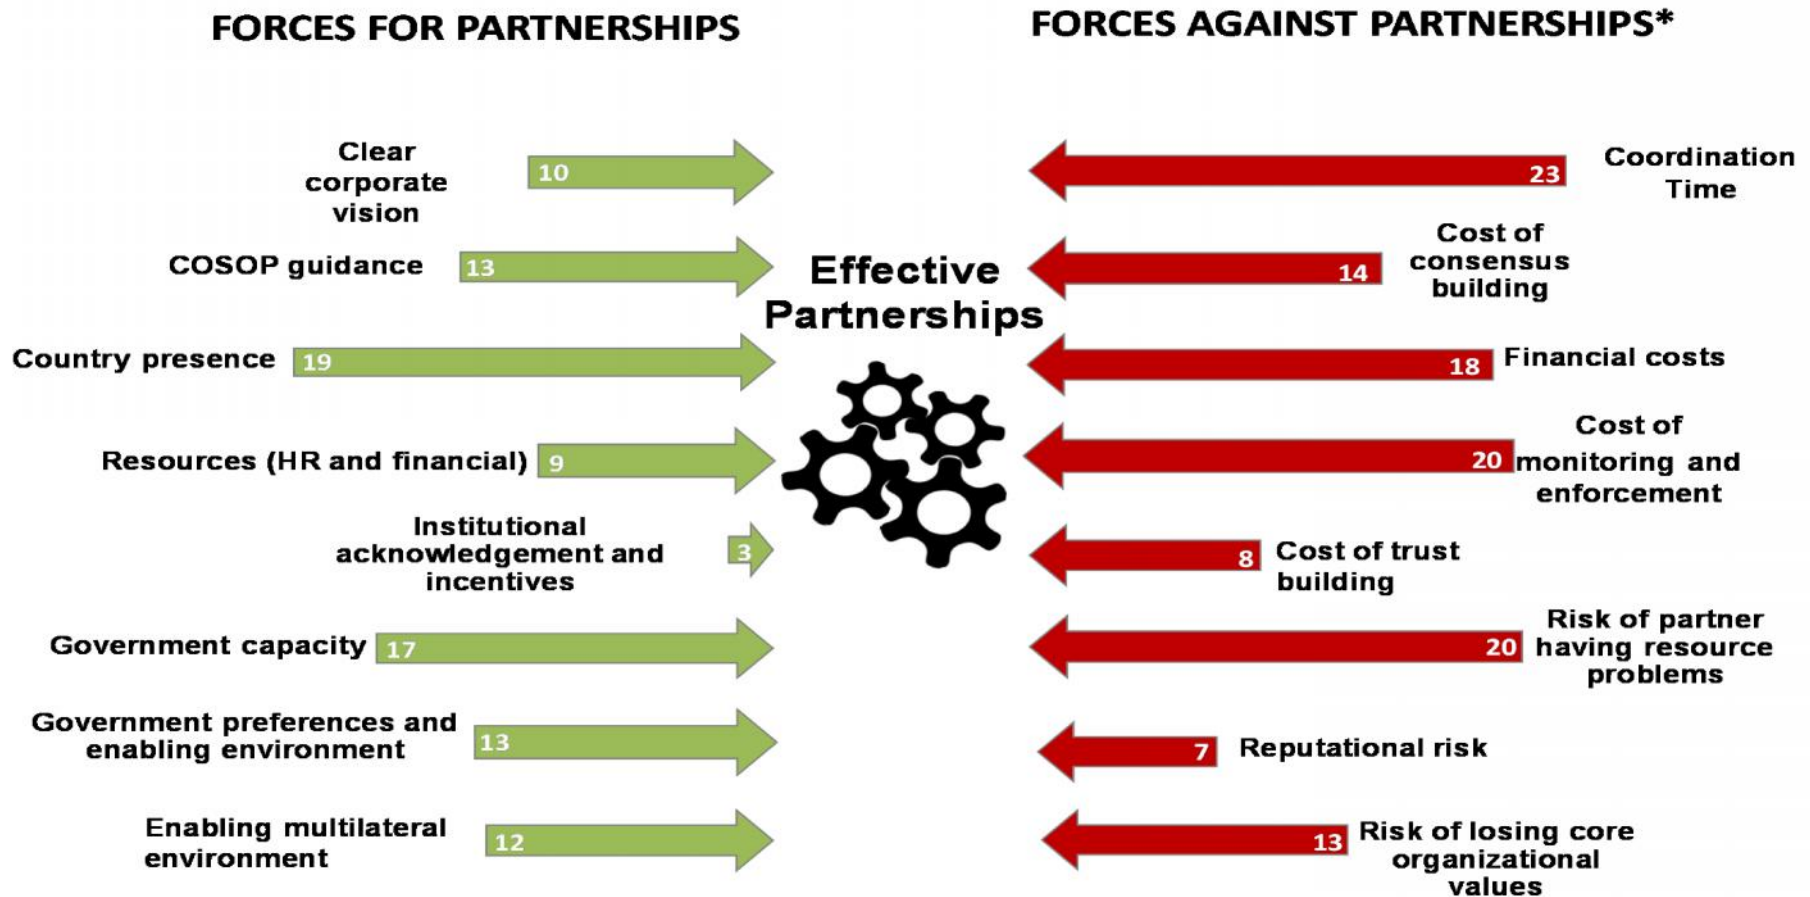 FORCES FOR PARTNERSHIPS
FORCES AGAINST PARTNERSHIPS*
Clear
corporate
vision
10
COSOP guidance
13
Country presence
19
Resources (HR and financial)
9
Institutional
acknowledgement and
incentives
3
Government capacity
17
Government preferences and
enabling environment
13
Enabling multilateral
environment
12
Effective
Partnerships
23
Coordination
Time
14
Cost of
consensus
building
18
Financial costs
20
Cost of
monitoring and
enforcement
8
Cost of trust
building
20
Risk of partner
having resource
problems
7
Reputational risk
13
Risk of losing core
organizational
values